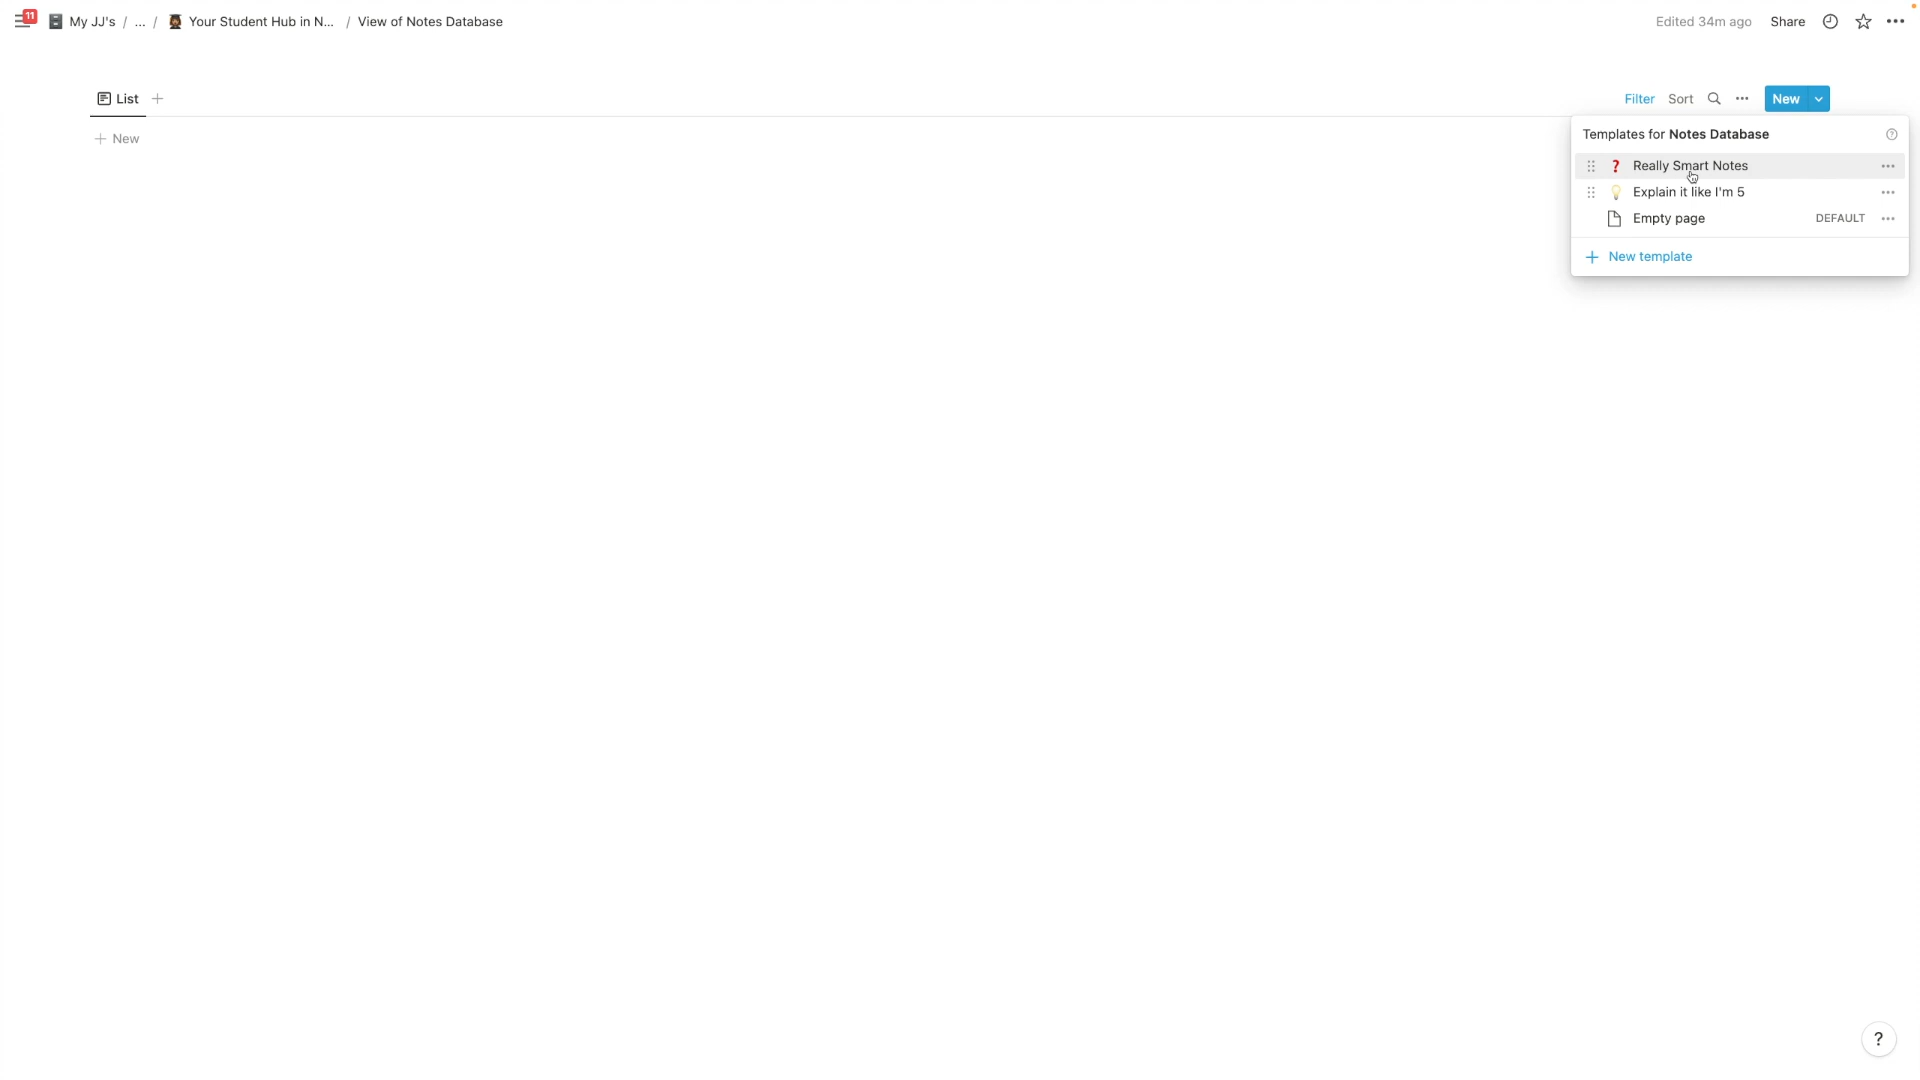 11 My JJ's / ... / Your Student Hub in N... / View of Notes Database
Edited 34m ago Share
List
Filter Sort New
New
Templates for Notes Database
Really Smart Notes
Explain it like I'm 5
Empty page DEFAULT
New template
?